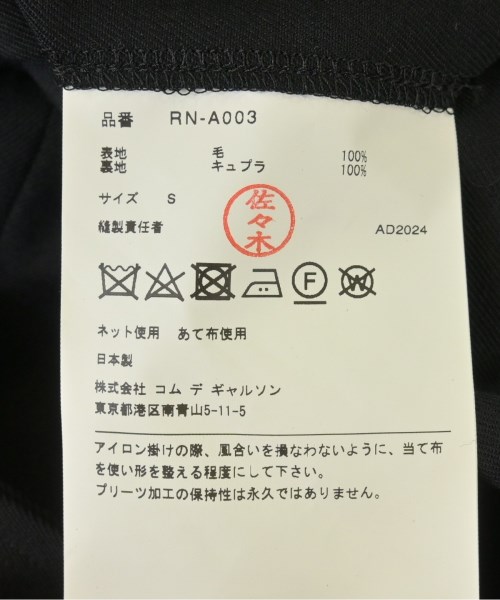 品番 RN-A003
表地 毛 100%
裏地 キュプラ 100%
サイズ S
佐々木
縫製責任者 AD2024
F
W
ネット使用 あて布使用
日本製
株式会社 コム デ ギャルソン
東京都港区南青山5-11-5
アイロン掛けの際、風合いを損なわないように、当て布
を使い形を整える程度にして下さい。
プリーツ加工の保持性は永久ではありません。